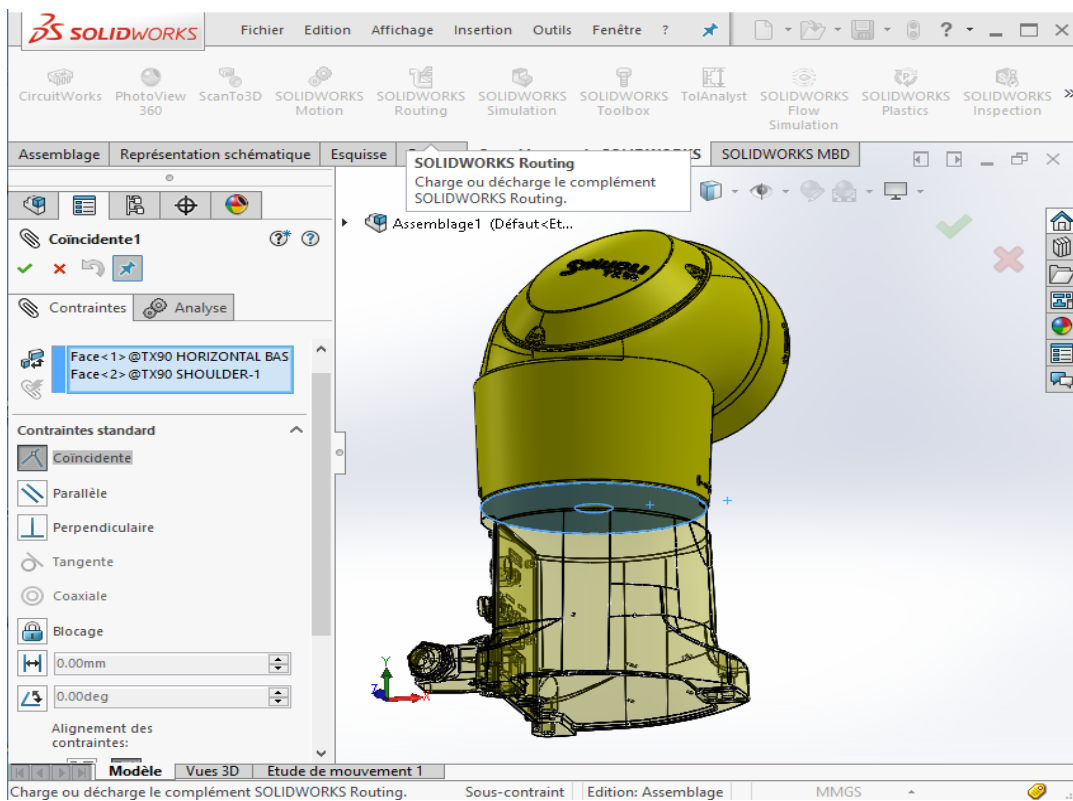 SOLIDWORKS Fichier Edition Affichage Insertion Outils Fenêtre ? ?
CircuitWorks PhotoView 360 ScanTo3D SOLIDWORKS Motion SOLIDWORKS Routing SOLIDWORKS Simulation SOLIDWORKS Toolbox TolAnalyst SOLIDWORKS Flow Simulation SOLIDWORKS Plastics SOLIDWORKS Inspection »
Assemblage Représentation schématique Esquisse SOLIDWORKS MBD
SOLIDWORKS Routing
Charge ou décharge le complément
SOLIDWORKS Routing.
Assemblage1 (Défaut<Et...
Coïncidente1
Contraintes Analyse
Face<1>@TX90 HORIZONTAL BAS
Face<2>@TX90 SHOULDER-1
Contraintes standard
Coïncidente
Parallèle
Perpendiculaire
Tangente
Coaxiale
Blocage
0.00mm
0.00deg
Alignement des
contraintes:
STÄUBLI
TX90
Y
Z X
Modèle Vues 3D Etude de mouvement 1
Charge ou décharge le complément SOLIDWORKS Routing. Sous-contraint Edition: Assemblage MMGS